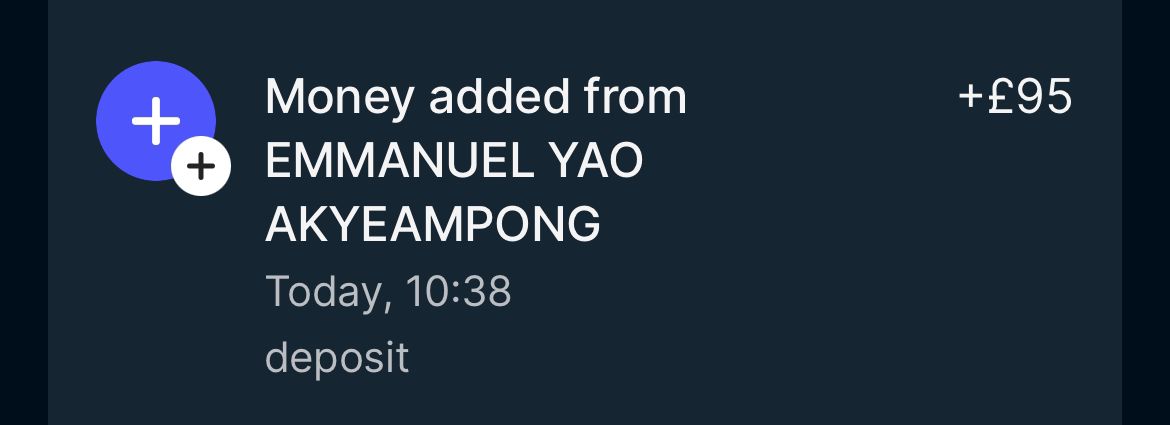 Money added from +£95
EMMANUEL YAO
AKYEAMPONG
Today, 10:38
deposit